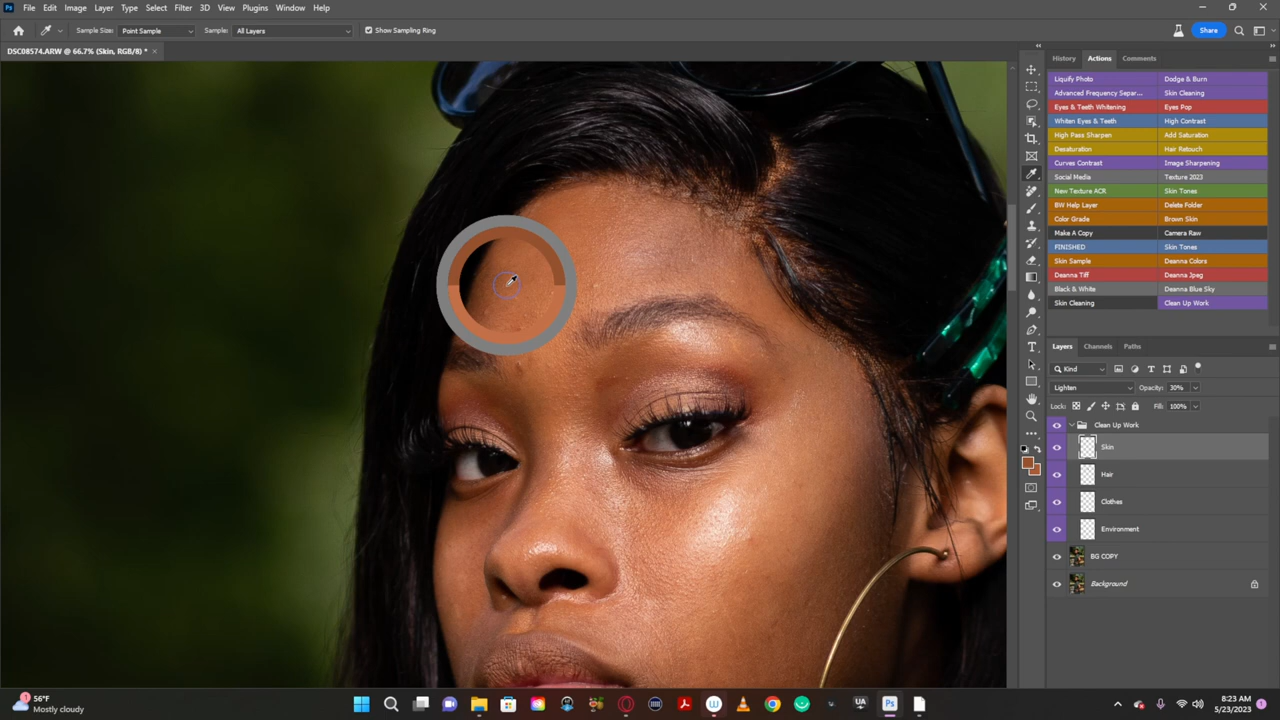 File Edit Image Layer Type Select Filter 3D View Plugins Window Help
Sample Size: Point Sample Sample: All Layers Show Sampling Ring Share
DSC08574.ARW @ 66.7% (Skin, RGB/8) *
History Actions Comments
Liquify Photo Dodge & Burn
Advanced Frequency Separ... Skin Cleaning
Eyes & Teeth Whitening Eyes Pop
Whiten Eyes & Teeth High Contrast
High Pass Sharpen Add Saturation
Desaturation Hair Retouch
Curves Contrast Image Sharpening
Social Media Texture 2023
New Texture ACR Skin Tones
BW Help Layer Delete Folder
Color Grade Brown Skin
Make A Copy Camera Raw
FINISHED Skin Tones
Skin Sample Deanna Colors
Deanna Tiff Deanna Jpeg
Black & White Deanna Blue Sky
Skin Cleaning Clean Up Work
Layers Channels Paths
Kind
Lighten Opacity: 30%
Lock: Fill: 100%
Clean Up Work
Skin
Hair
Clothes
Environment
BG COPY
Background
1 56°F
Mostly cloudy
UA
Ps
8:23 AM
5/23/2023